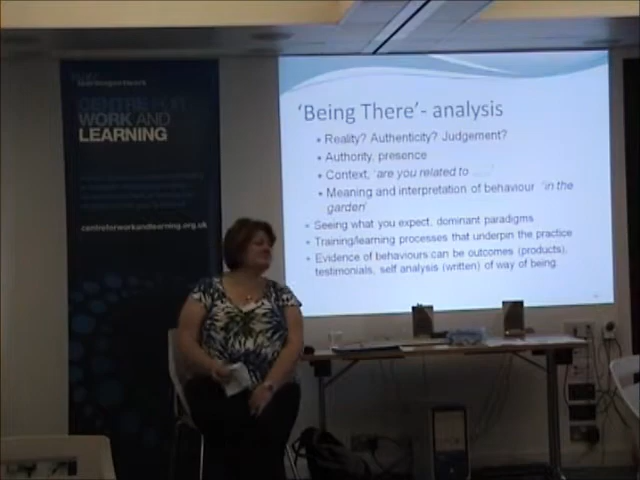 CENTRE FOR
WORK AND
LEARNING
centreforworkandlearning.org.uk
'Being There'- analysis
• Reality? Authenticity? Judgement?
• Authority, presence
• Context, 'are you related to .....'
• Meaning and interpretation of behaviour 'in the
garden'
• Seeing what you expect, dominant paradigms
• Training/learning processes that underpin the practice
• Evidence of behaviours can be outcomes (products),
testimonials, self analysis (written) of way of being.